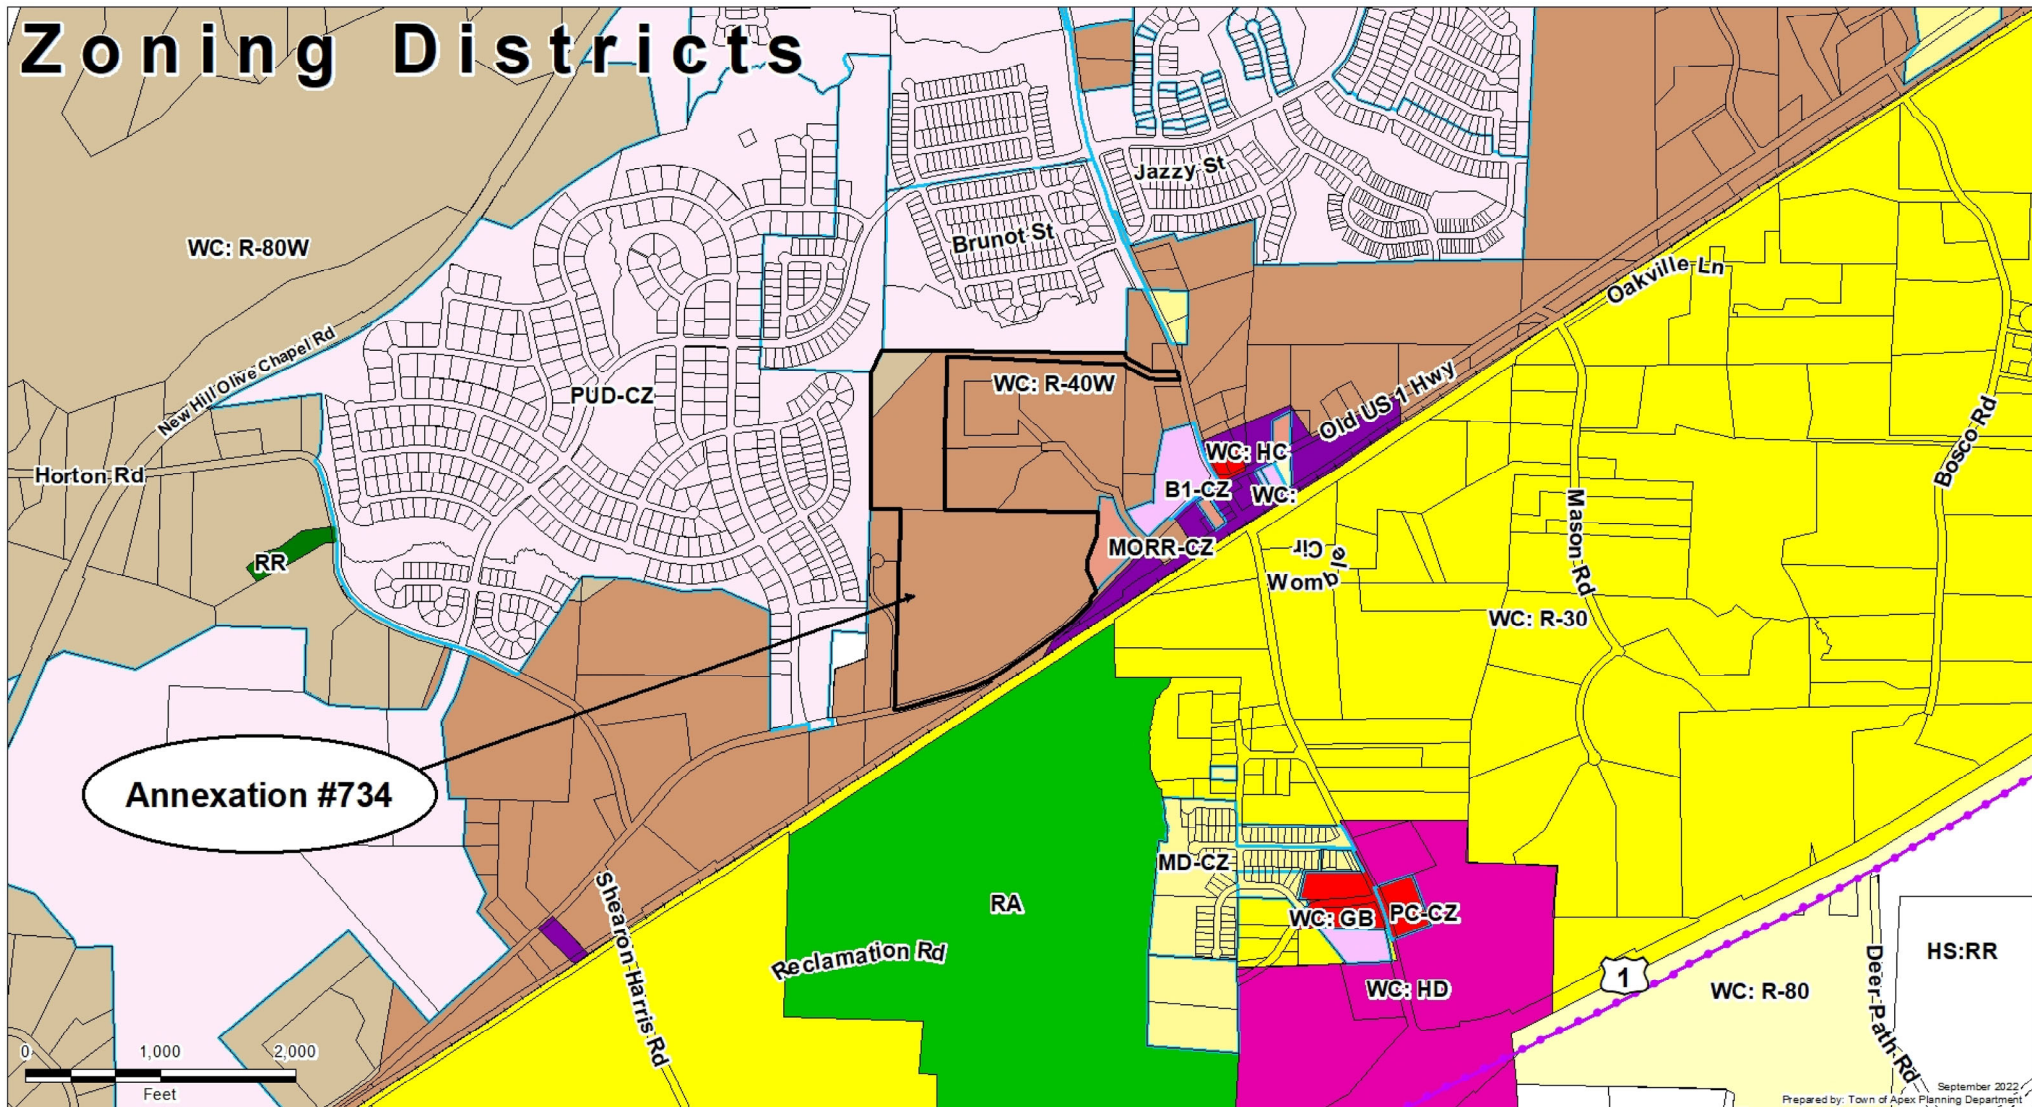 Zoning Districts
Jazzy St
Brunot St
WC: R-80W
Oakville Ln
New Hill Olive Chapel Rd
PUD-CZ
WC: R-40W
Old US 1 Hwy
Bosco Rd
Horton Rd
WC: HC
B1-CZ
WC:
Mason Rd
MORR-CZ
RR
Womble Cir
WC: R-30
Annexation #734
MD-CZ
RA
Shearon Harris Rd
WC: GB
PC-CZ
Reclamation Rd
Deer Path Rd
HS:RR
1
WC: R-80
WC: HD
0 1,000 2,000
Feet
September 2022
Prepared by: Town of Apex Planning Department